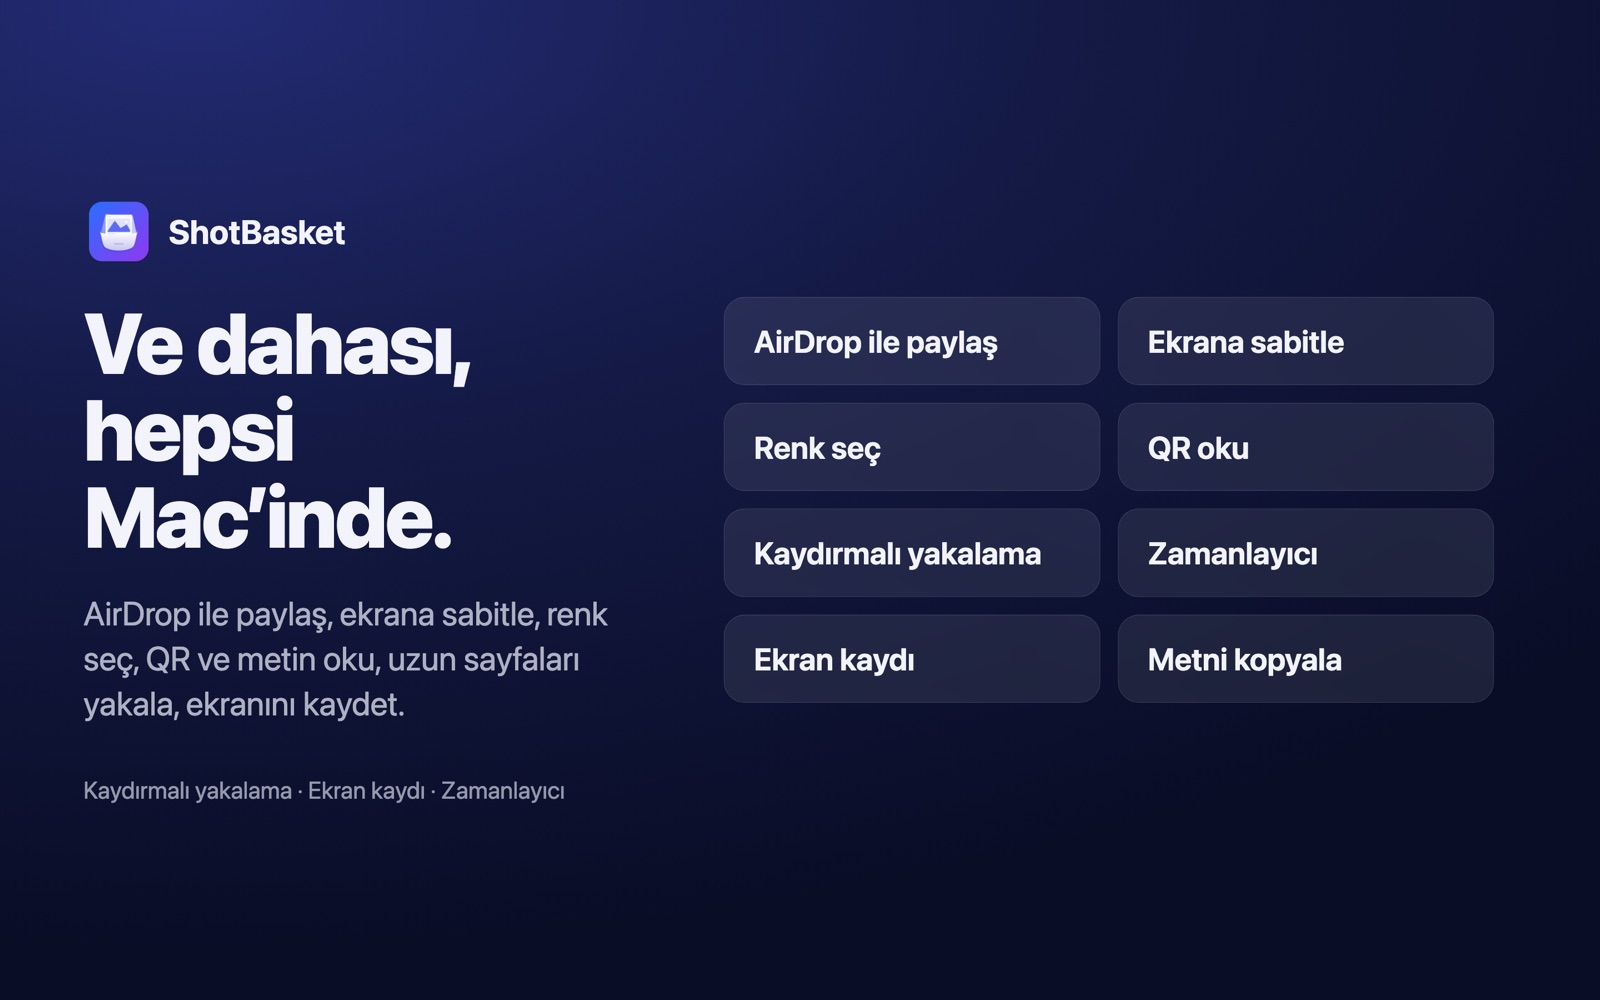 ShotBasket
Ve dahası,
hepsi
Mac’inde.
AirDrop ile paylaş, ekrana sabitle, renk
seç, QR ve metin oku, uzun sayfaları
yakala, ekranını kaydet.
Kaydırmalı yakalama · Ekran kaydı · Zamanlayıcı
AirDrop ile paylaş
Ekrana sabitle
Renk seç
QR oku
Kaydırmalı yakalama
Zamanlayıcı
Ekran kaydı
Metni kopyala